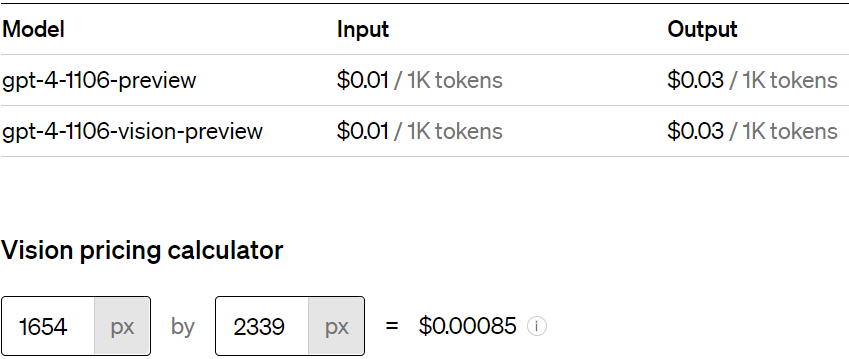 Model Input Output
gpt-4-1106-preview $0.01 / 1K tokens $0.03 / 1K tokens
gpt-4-1106-vision-preview $0.01 / 1K tokens $0.03 / 1K tokens
Vision pricing calculator
1654 px by 2339 px = $0.00085 i